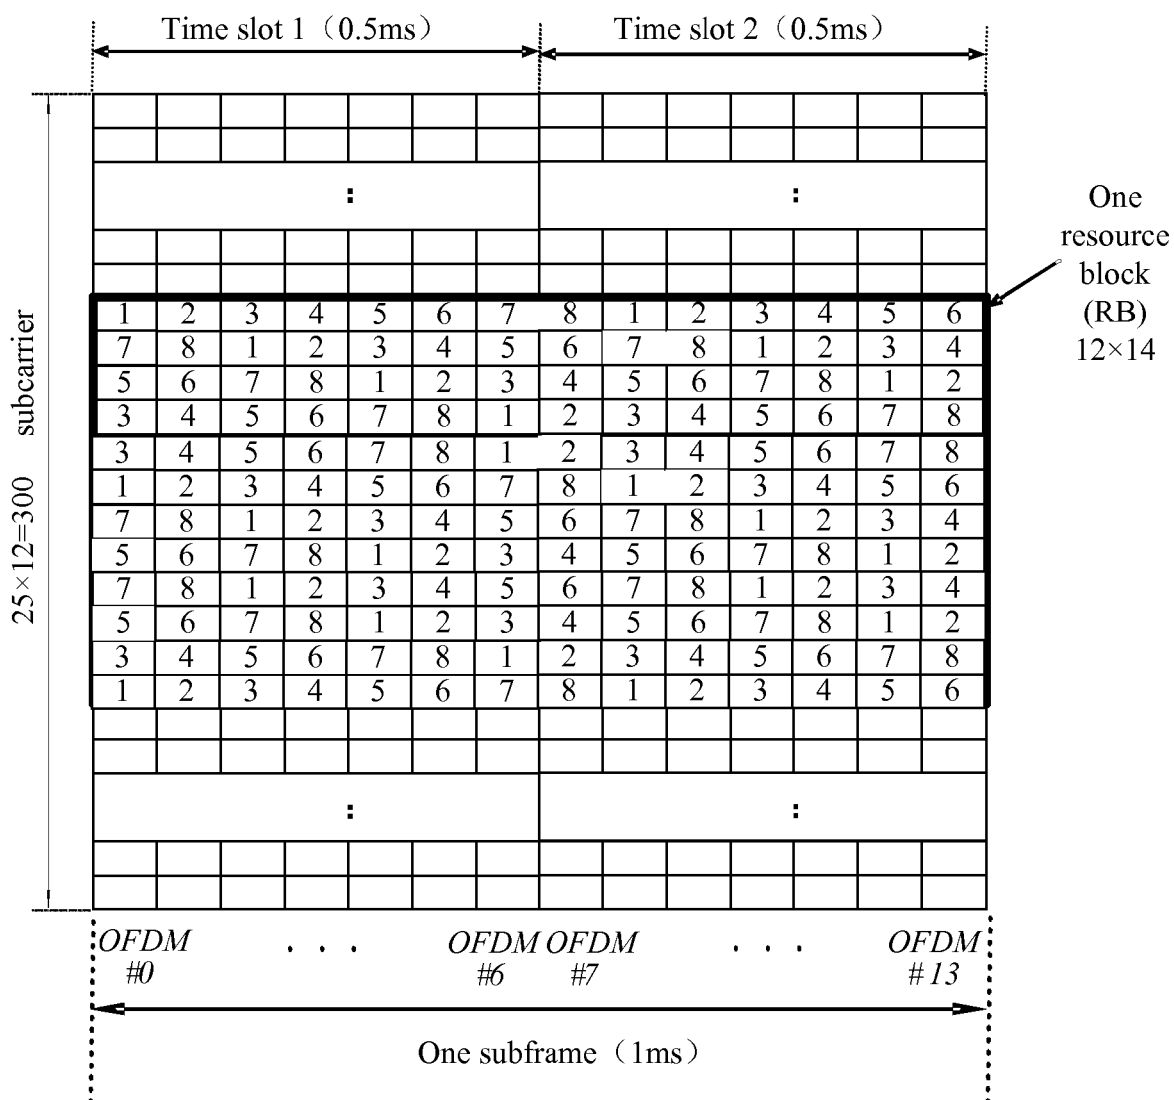 Time slot 1（0.5ms）
Time slot 2（0.5ms）
:
:
One
resource
block
(RB)
12×14
25×12=300 subcarrier
1 2 3 4 5 6 7 8 1 2 3 4 5 6
7 8 1 2 3 4 5 6 7 8 1 2 3 4
5 6 7 8 1 2 3 4 5 6 7 8 1 2
3 4 5 6 7 8 1 2 3 4 5 6 7 8
3 4 5 6 7 8 1 2 3 4 5 6 7 8
1 2 3 4 5 6 7 8 1 2 3 4 5 6
7 8 1 2 3 4 5 6 7 8 1 2 3 4
5 6 7 8 1 2 3 4 5 6 7 8 1 2
7 8 1 2 3 4 5 6 7 8 1 2 3 4
5 6 7 8 1 2 3 4 5 6 7 8 1 2
3 4 5 6 7 8 1 2 3 4 5 6 7 8
1 2 3 4 5 6 7 8 1 2 3 4 5 6
:
:
OFDM . . . OFDM OFDM . . . OFDM
#0 #6 #7 #13
One subframe（1ms）